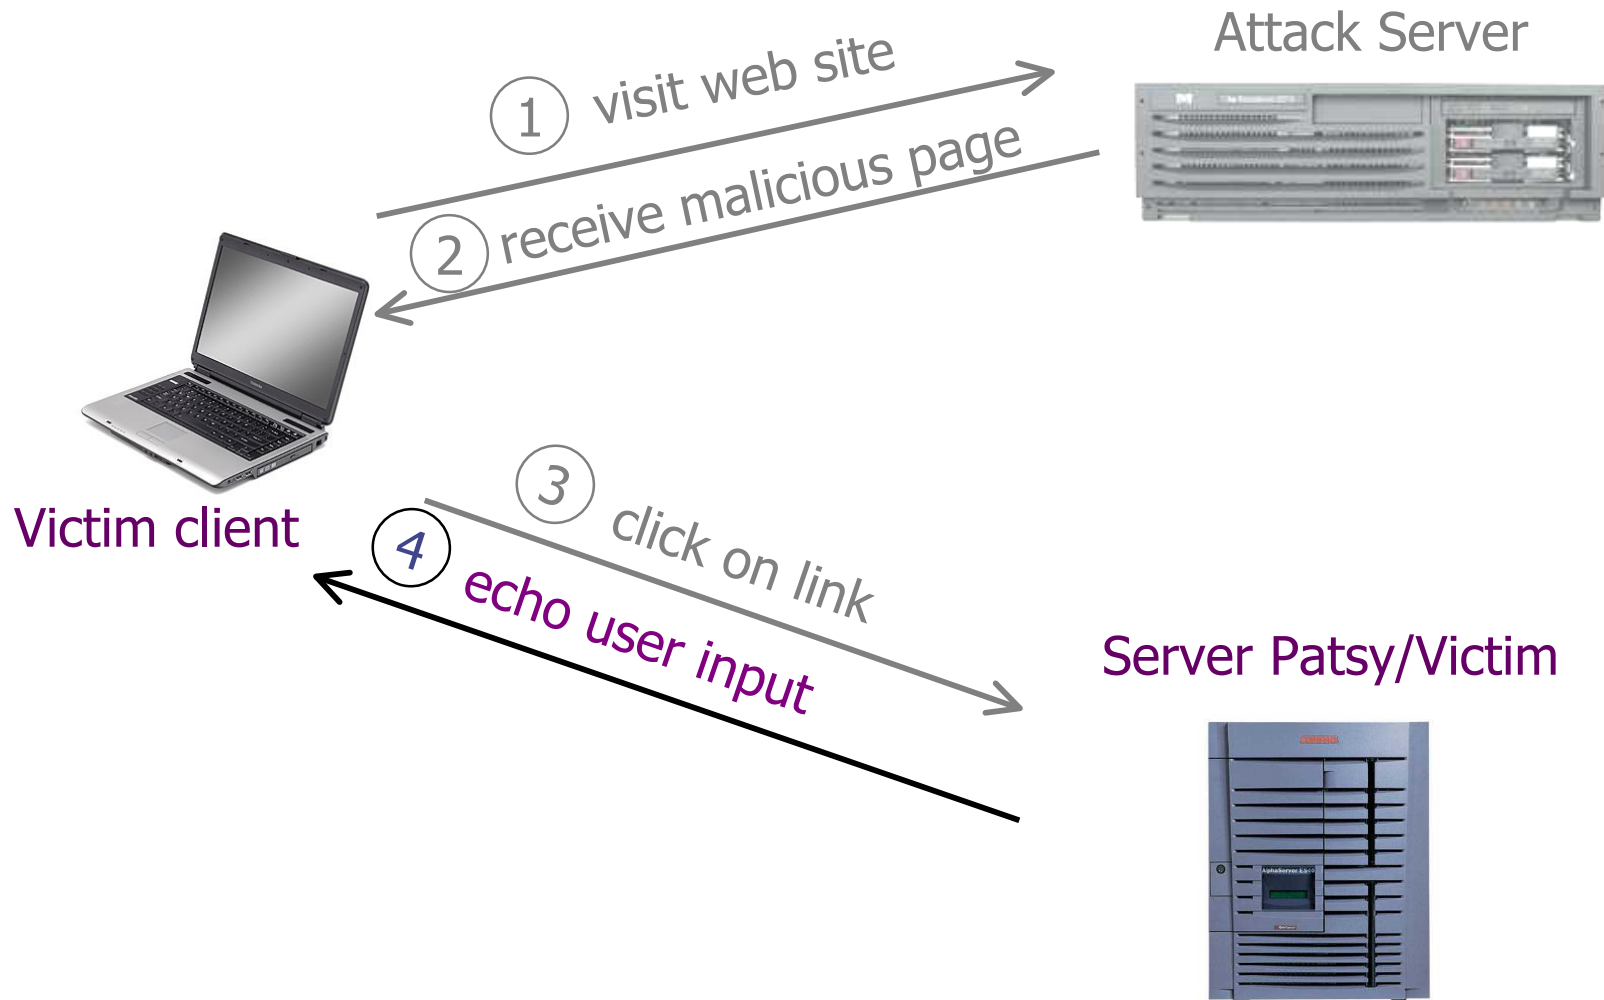 Attack Server
1 visit web site
2 receive malicious page
Victim client
3 click on link
4 echo user input
Server Patsy/Victim
COMPAQ